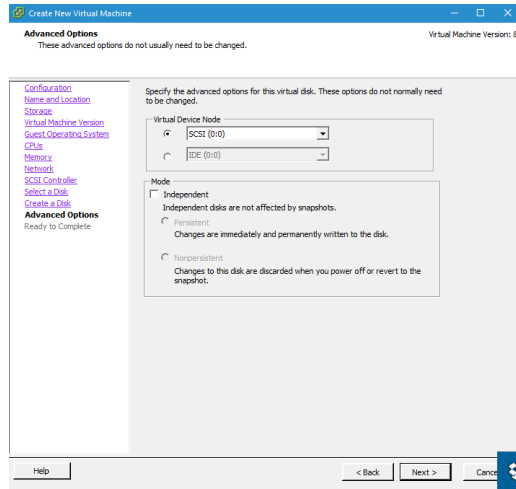 Create New Virtual Machine
Advanced Options
Virtual Machine Version: 8
These advanced options do not usually need to be changed.
Configuration
Name and Location
Storage
Virtual Machine Version
Guest Operating System
CPUs
Memory
Network
SCSI Controller
Select a Disk
Create a Disk
Advanced Options
Ready to Complete
Specify the advanced options for this virtual disk. These options do not normally need
to be changed.
Virtual Device Node
SCSI (0:0)
IDE (0:0)
Mode
Independent
Independent disks are not affected by snapshots.
Persistent
Changes are immediately and permanently written to the disk.
Nonpersistent
Changes to this disk are discarded when you power off or revert to the
snapshot.
Help
< Back
Next >
Cance